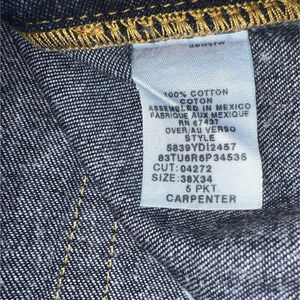 100% COTTON
COTON
ASSEMBLED IN MEXICO
FABRIQUE AUX MEXIQUE
RN 67437
OVER/AU VERSO
STYLE
5839YDI2457
83TU8R6P34536
CUT: 04272
SIZE: 38X34
5 PKT
CARPENTER